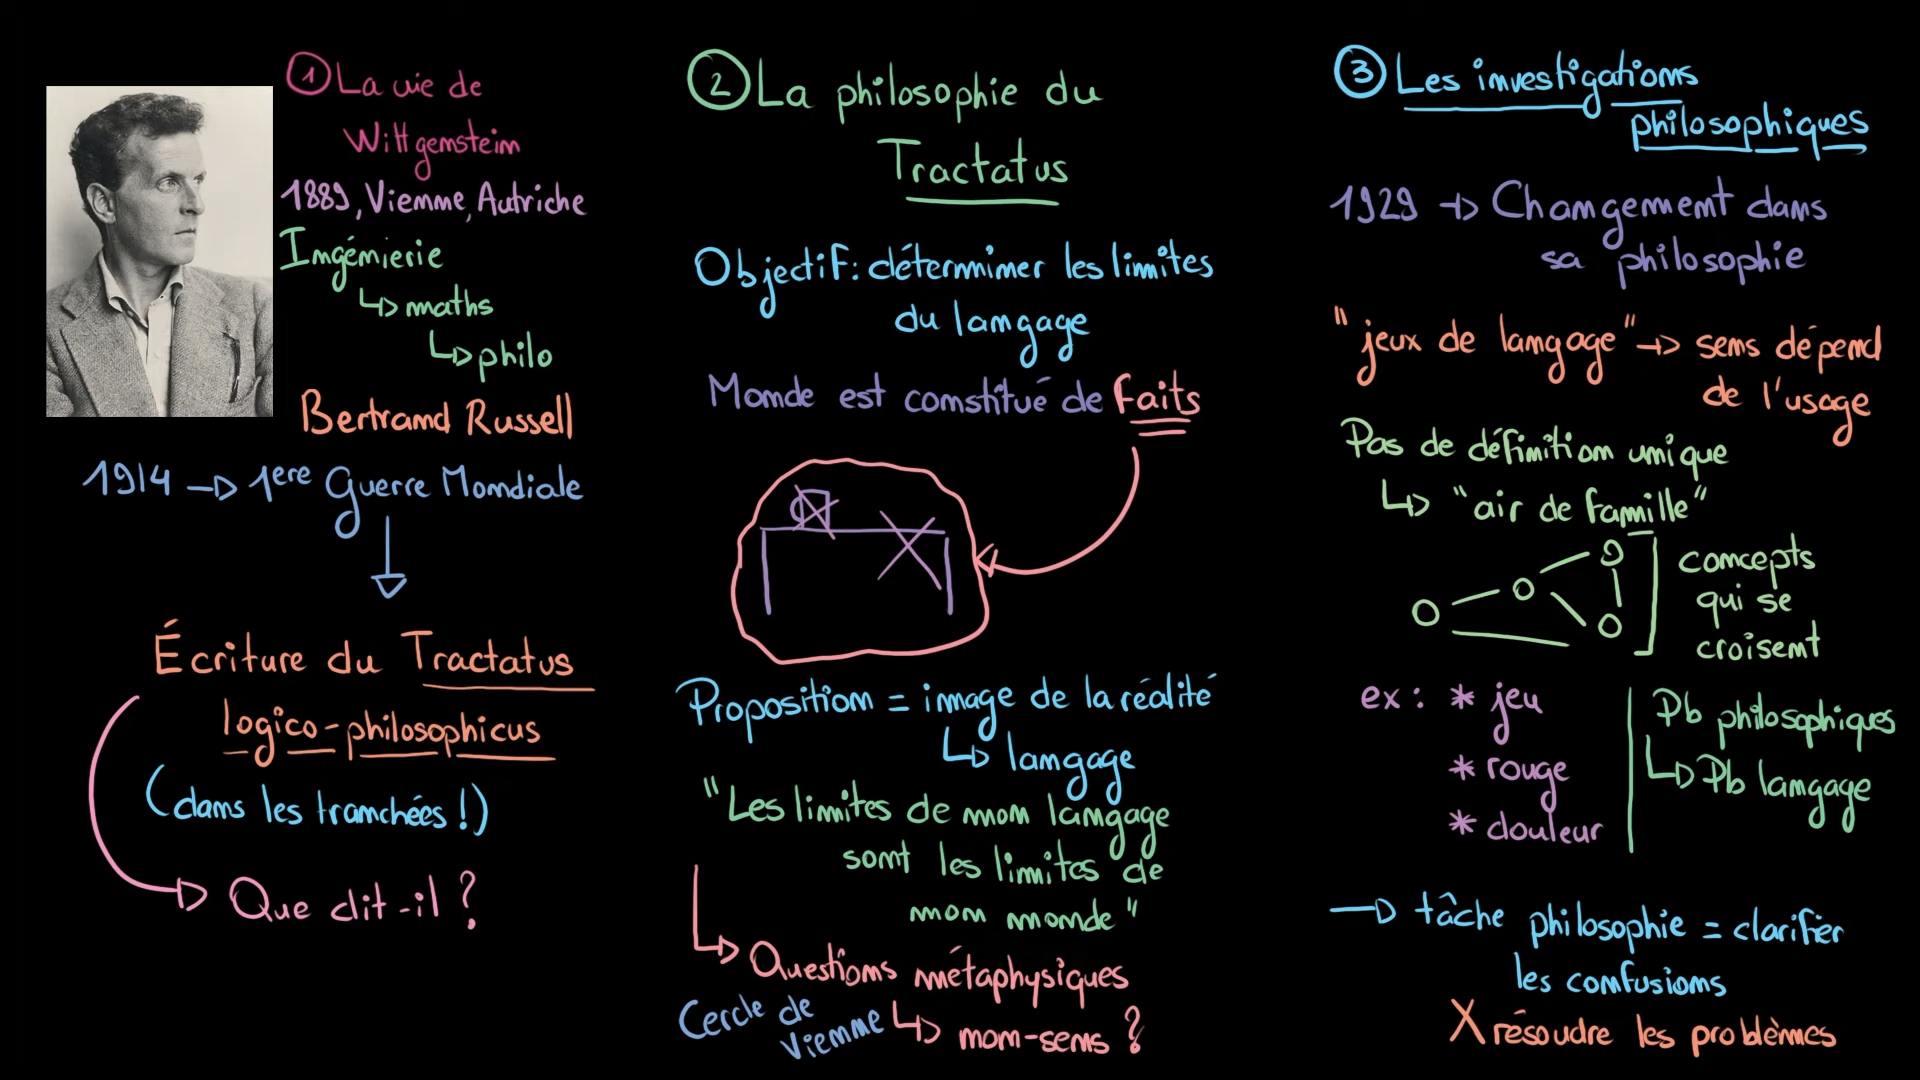 ① La vie de
Wittgenstein
1889, Vienne, Autriche
Ingénierie
↳ maths
↳ philo
Bertrand Russell
1914 → 1ere Guerre Mondiale
Écriture du Tractatus
logico-philosophicus
(dans les tranchées !)
Que dit-il ?
② La philosophie du
Tractatus
Objectif : déterminer les limites
du langage
Monde est constitué de faits
Proposition = image de la réalité
↳ langage
"Les limites de mon langage
sont les limites de
mon monde"
Questions métaphysiques
Cercle de
Vienne
↳ non-sens ?
③ Les investigations
philosophiques
1929 → Changement dans
sa philosophie
"jeux de langage" → sens dépend
de l'usage
Pas de définition unique
↳ "air de famille"
concepts
qui se
croisent
ex : * jeu
* rouge
* douleur
Pb philosophiques
↳ Pb langage
→ tâche philosophie = clarifier
les confusions
X résoudre les problèmes